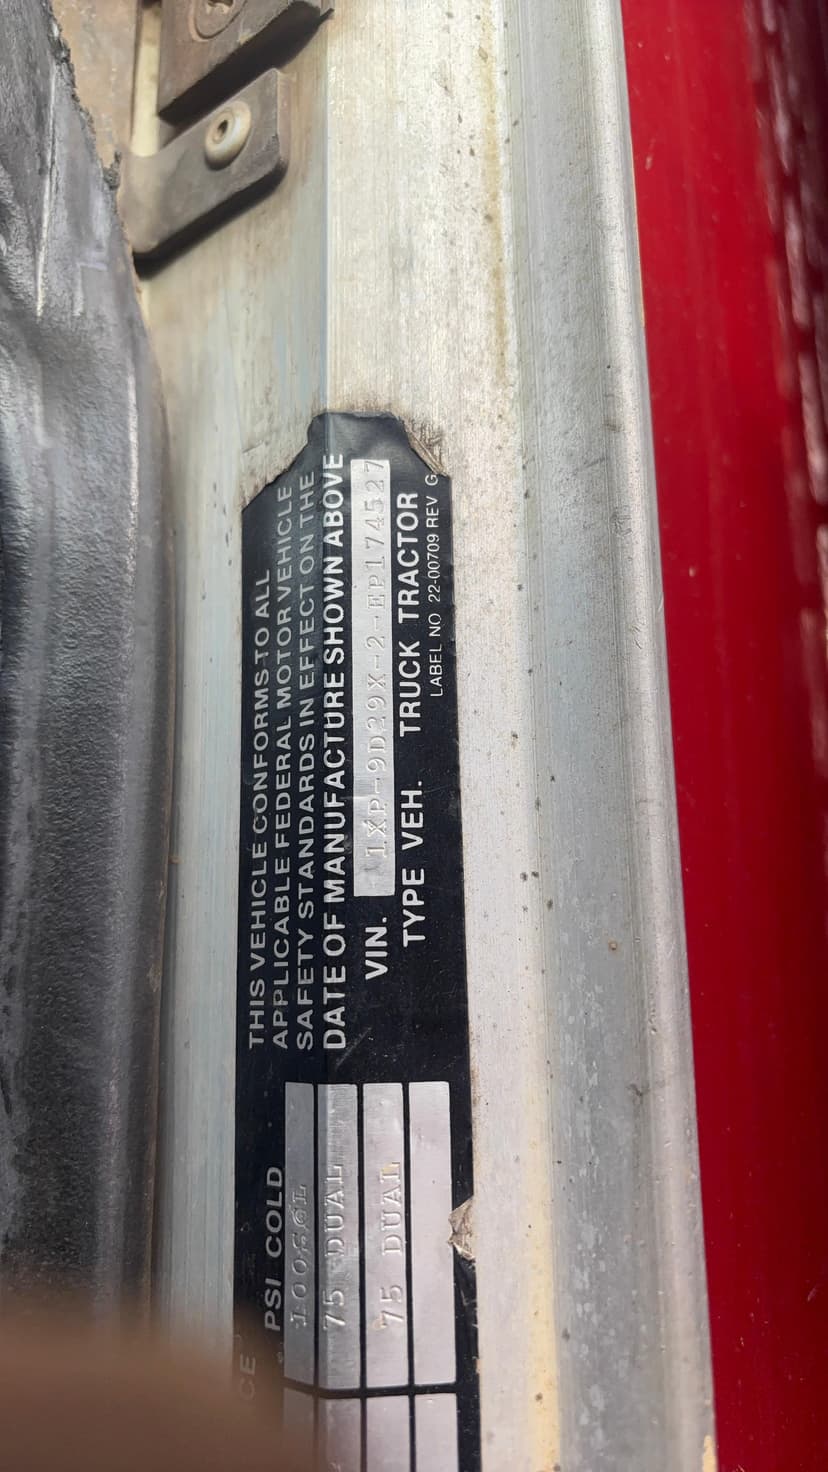 CE
PSI COLD
100SGL
75 DUAL
75 DUAL
THIS VEHICLE CONFORMS TO ALL
APPLICABLE FEDERAL MOTOR VEHICLE
SAFETY STANDARDS IN EFFECT ON THE
DATE OF MANUFACTURE SHOWN ABOVE
VIN. 1XP-9D29X-2-EP174527
TYPE VEH. TRUCK TRACTOR
LABEL NO 22-00709 REV G